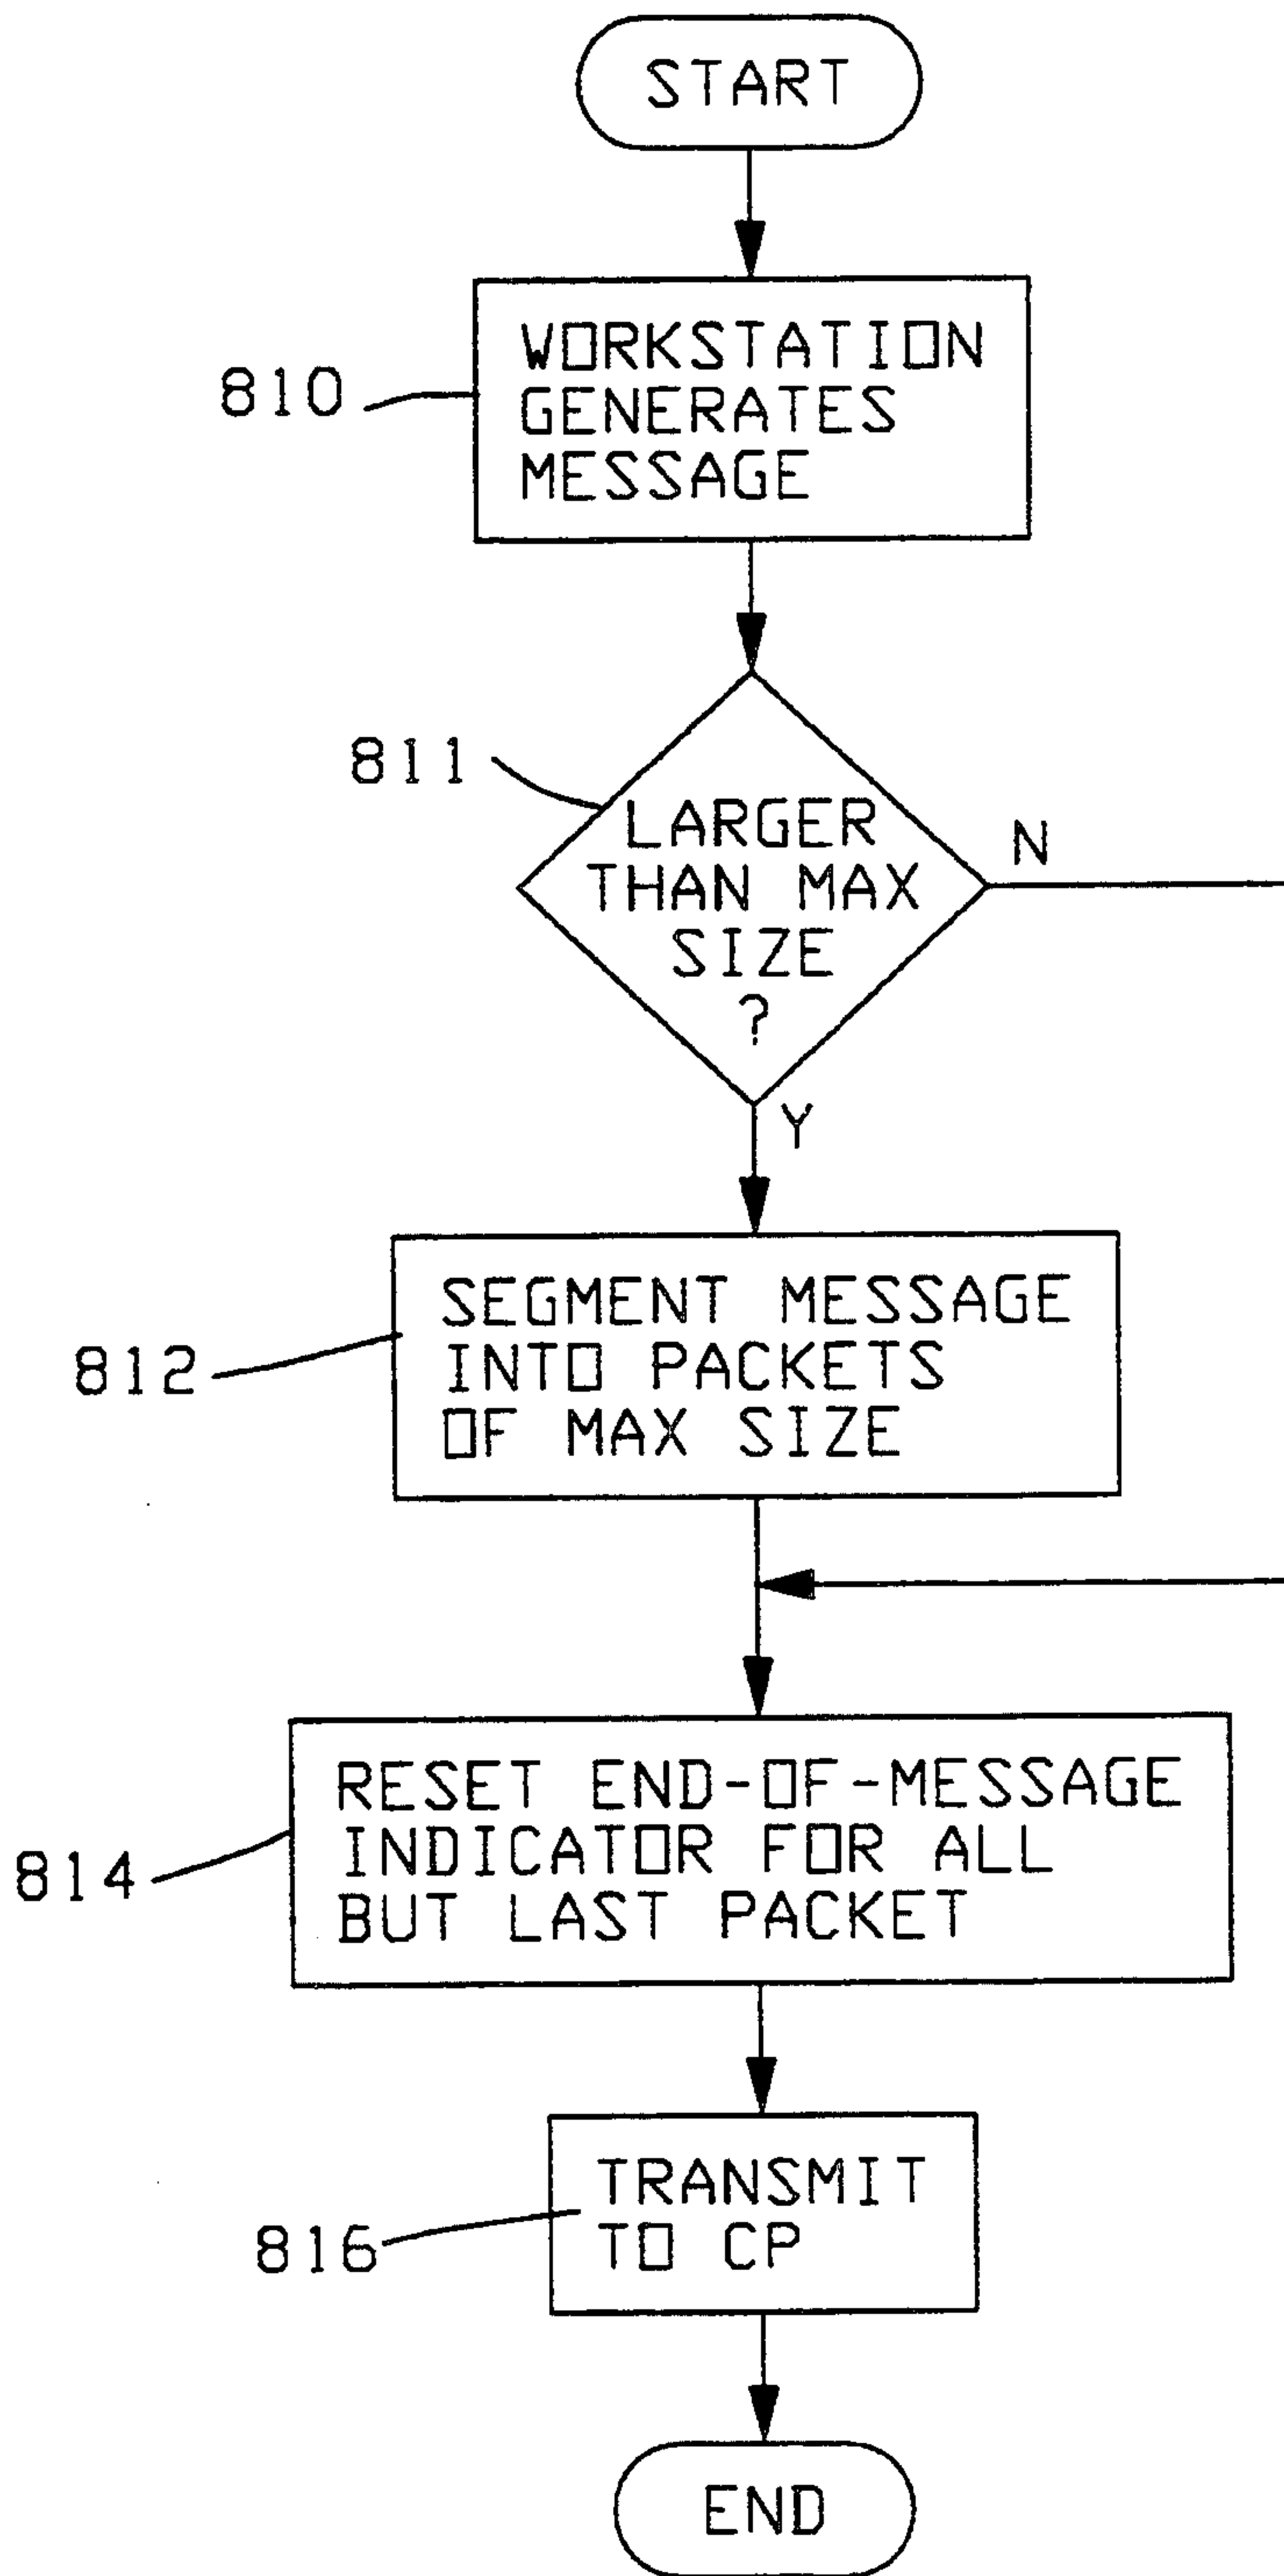 START
810
WORKSTATION
GENERATES
MESSAGE
811
LARGER
THAN MAX
SIZE
?
N
Y
812
SEGMENT MESSAGE
INTO PACKETS
OF MAX SIZE
814
RESET END-OF-MESSAGE
INDICATOR FOR ALL
BUT LAST PACKET
816
TRANSMIT
TO CP
END